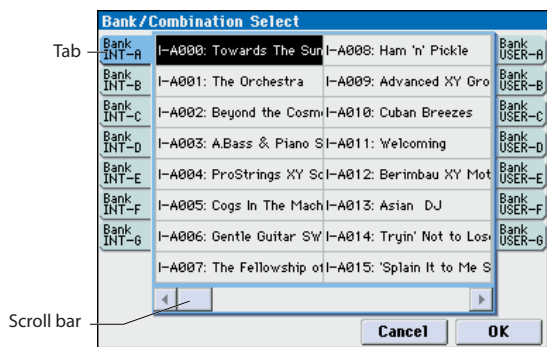 Bank/Combination Select
Tab
Bank INT-A
Bank INT-B
Bank INT-C
Bank INT-D
Bank INT-E
Bank INT-F
Bank INT-G
I-A000: Towards The Sun
I-A001: The Orchestra
I-A002: Beyond the Cosm
I-A003: A.Bass & Piano S
I-A004: ProStrings XY Sc
I-A005: Cogs In The Mach
I-A006: Gentle Guitar SW
I-A007: The Fellowship of
I-A008: Ham 'n' Pickle
I-A009: Advanced XY Gro
I-A010: Cuban Breezes
I-A011: Welcoming
I-A012: Berimbau XY Mot
I-A013: Asian DJ
I-A014: Tryin' Not to Lose
I-A015: 'Splain It to Me S
Bank USER-A
Bank USER-B
Bank USER-C
Bank USER-D
Bank USER-E
Bank USER-F
Bank USER-G
Scroll bar
Cancel
OK